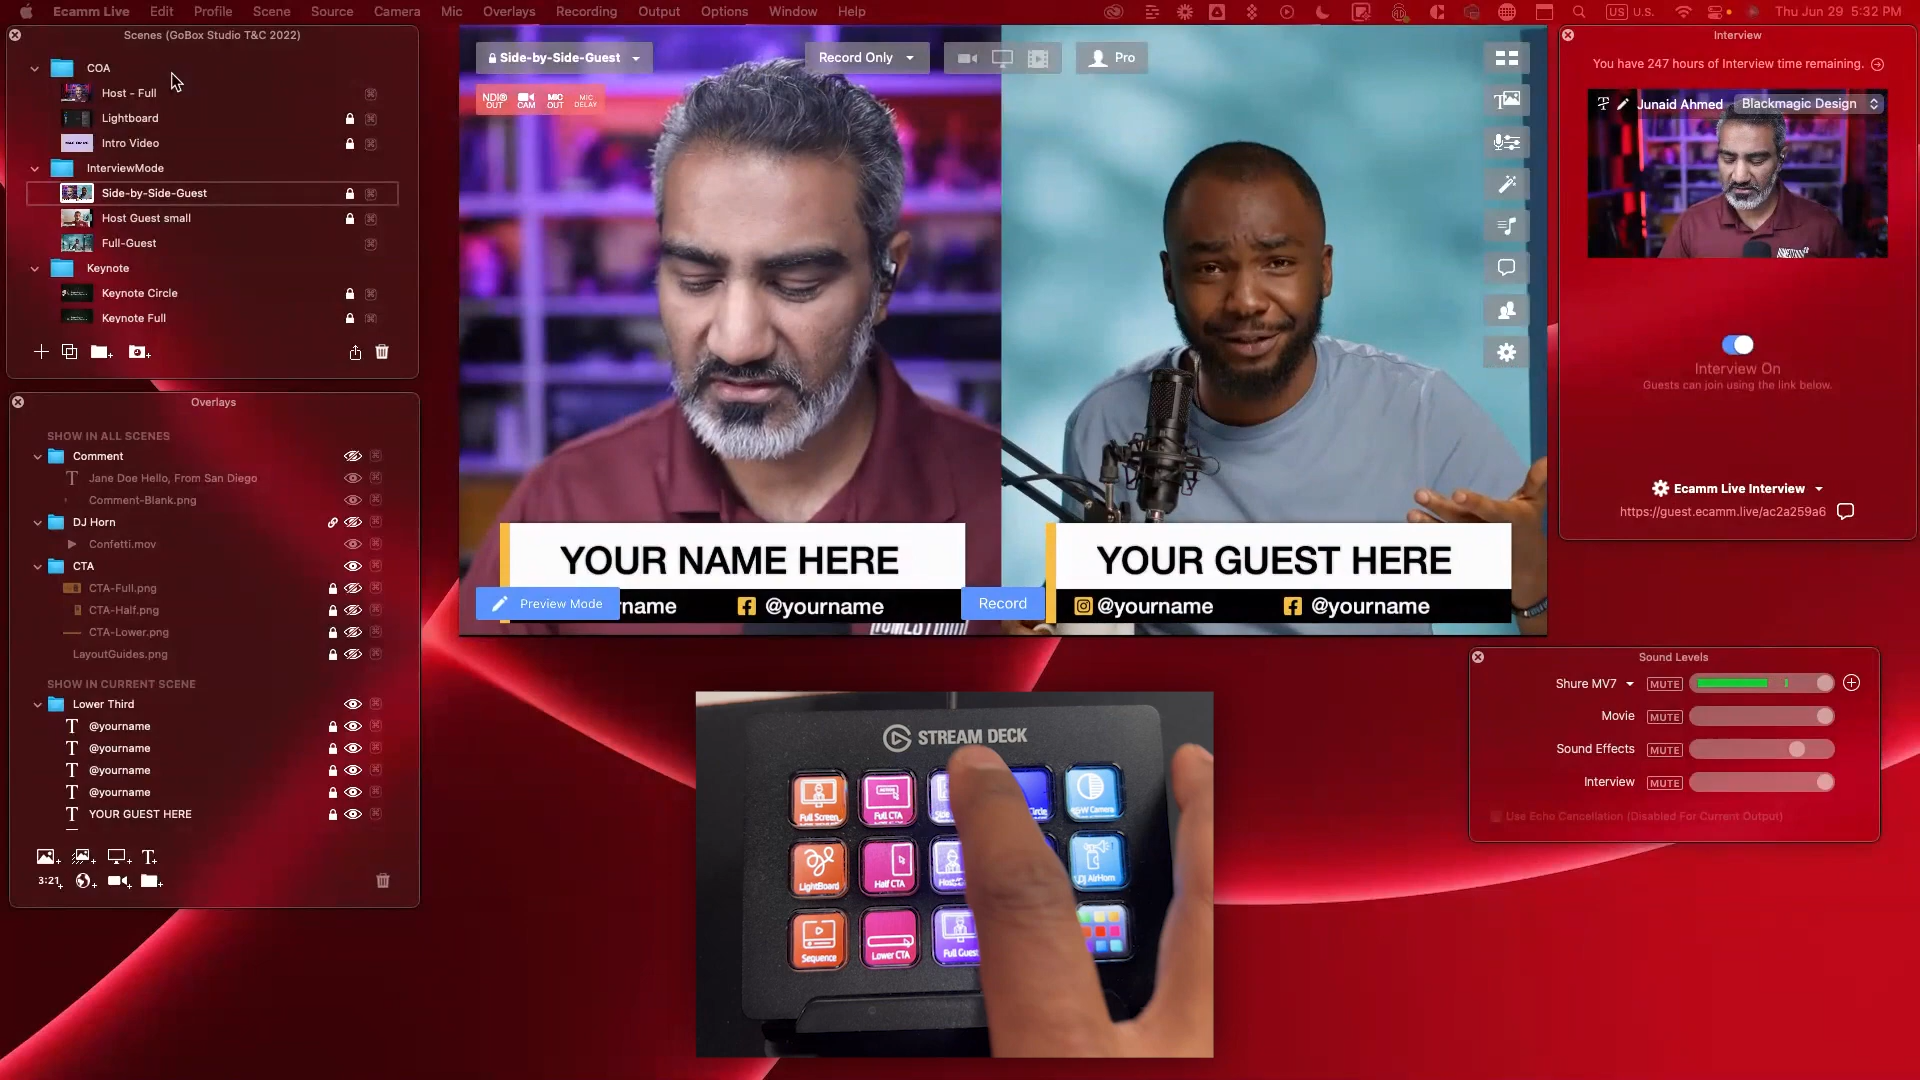 Ecamm Live Edit Profile Scene Source Camera Mic Overlays Recording Output Options Window Help US U.S. Thu Jun 29 5:32 PM
Scenes (GoBox Studio T&C 2022)
COA
Host - Full
Lightboard
Intro Video
InterviewMode
Side-by-Side-Guest
Host Guest small
Full-Guest
Keynote
Keynote Circle
Keynote Full
Overlays
SHOW IN ALL SCENES
Comment
Jane Doe Hello, From San Diego
Comment-Blank.png
DJ Horn
Confetti.mov
CTA
CTA-Full.png
CTA-Half.png
CTA-Lower.png
LayoutGuides.png
SHOW IN CURRENT SCENE
Lower Third
@yourname
@yourname
@yourname
@yourname
YOUR GUEST HERE
3:21
Side-by-Side-Guest
Record Only
Pro
NDI® OUT
CAM
MIC OUT
MIC DELAY
YOUR NAME HERE
Preview Mode
rname
@yourname
Record
YOUR GUEST HERE
@yourname
@yourname
STREAM DECK
Full Screen
Full CTA
Side
Circle
B&W Camera
LightBoard
Half CTA
Host
DJ AirHorn
Sequence
Lower CTA
Full Guest
Interview
You have 247 hours of Interview time remaining.
Junaid Ahmed
Blackmagic Design
Interview On
Guests can join using the link below.
Ecamm Live Interview
https://guest.ecamm.live/ac2a259a6
Sound Levels
Shure MV7 MUTE
Movie MUTE
Sound Effects MUTE
Interview MUTE
Use Echo Cancellation (Disabled For Current Output)